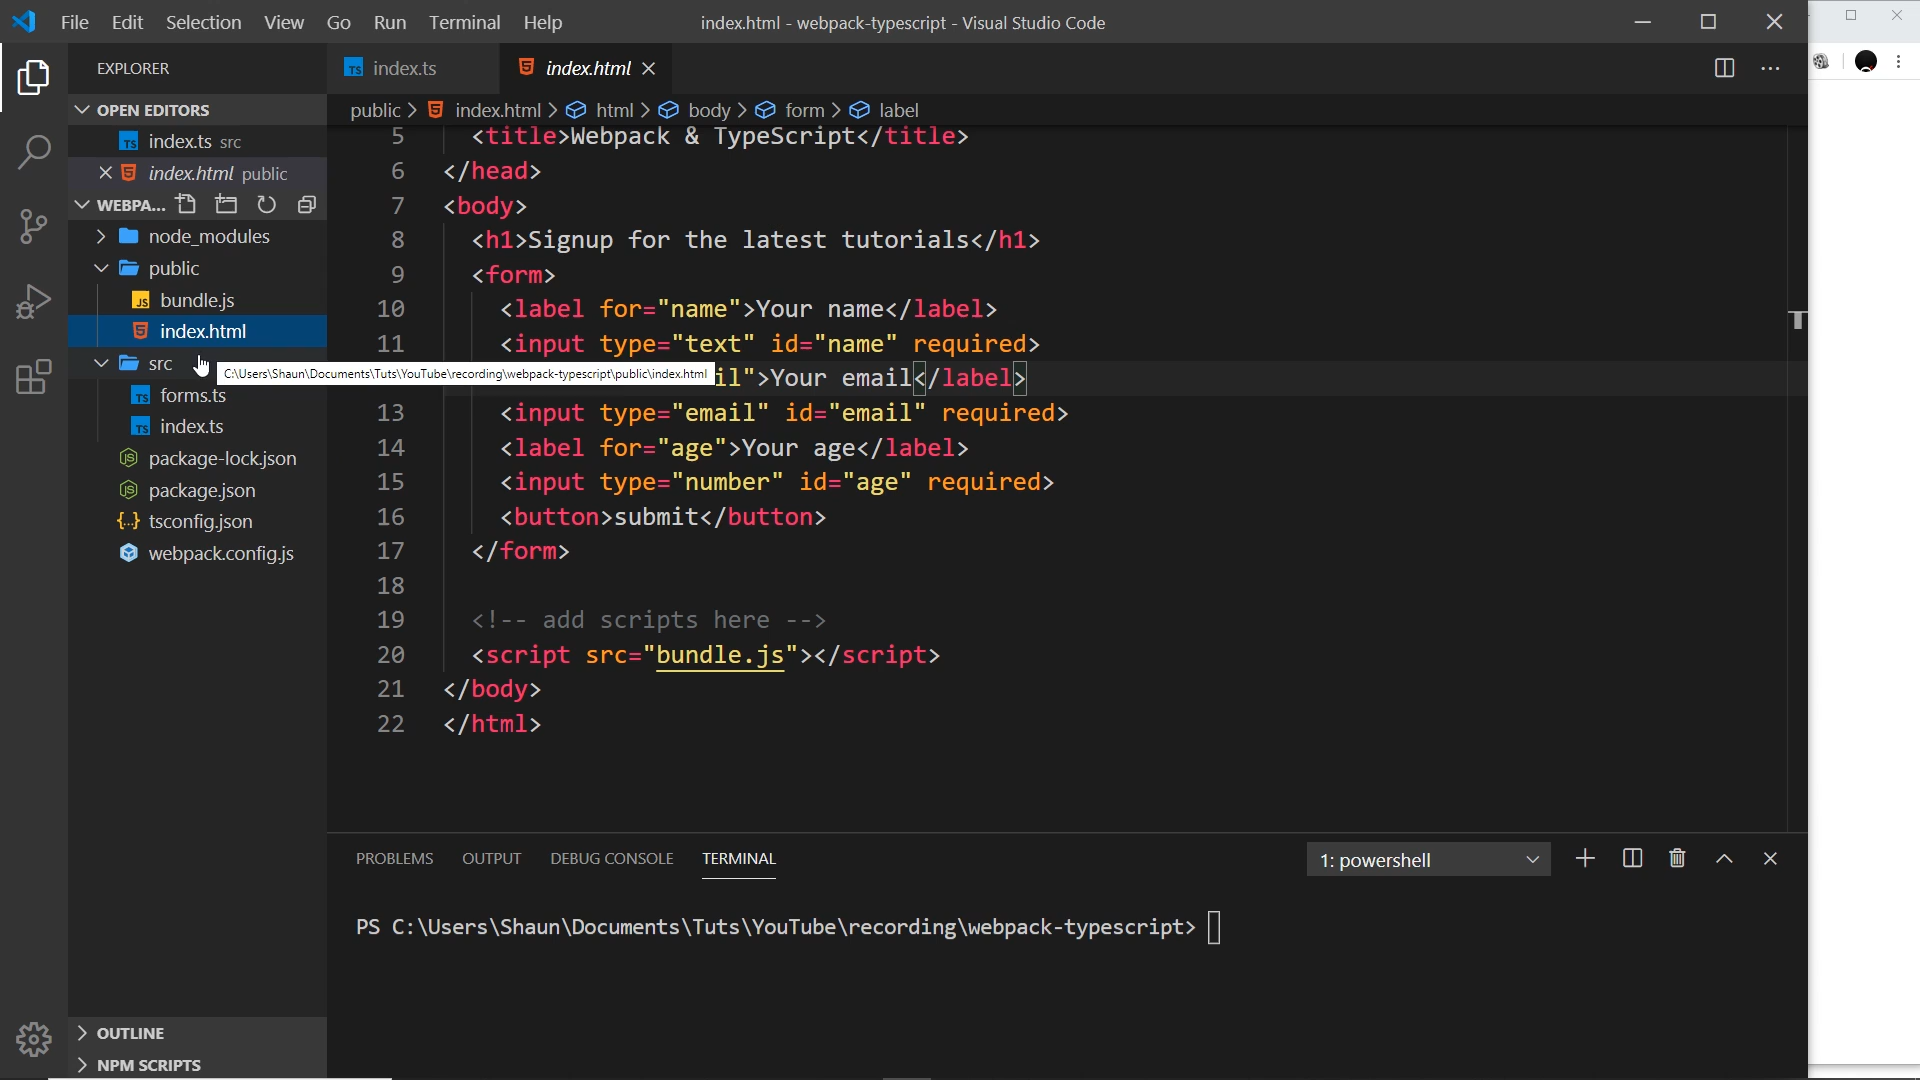 File Edit Selection View Go Run Terminal Help
index.html - webpack-typescript - Visual Studio Code
EXPLORER
OPEN EDITORS
index.ts src
index.html public
WEBPA...
node_modules
public
bundle.js
index.html
src
forms.ts
index.ts
package-lock.json
package.json
tsconfig.json
webpack.config.js
OUTLINE
NPM SCRIPTS
index.ts
index.html
public > index.html > html > body > form > label
5 <title>Webpack & TypeScript</title>
6 </head>
7 <body>
8 <h1>Signup for the latest tutorials</h1>
9 <form>
10 <label for="name">Your name</label>
11 <input type="text" id="name" required>
C:\Users\Shaun\Documents\Tuts\YouTube\recording\webpack-typescript\public\index.html
il">Your email</label>
13 <input type="email" id="email" required>
14 <label for="age">Your age</label>
15 <input type="number" id="age" required>
16 <button>submit</button>
17 </form>
18
19 <!-- add scripts here -->
20 <script src="bundle.js"></script>
21 </body>
22 </html>
PROBLEMS OUTPUT DEBUG CONSOLE TERMINAL
1: powershell
PS C:\Users\Shaun\Documents\Tuts\YouTube\recording\webpack-typescript>